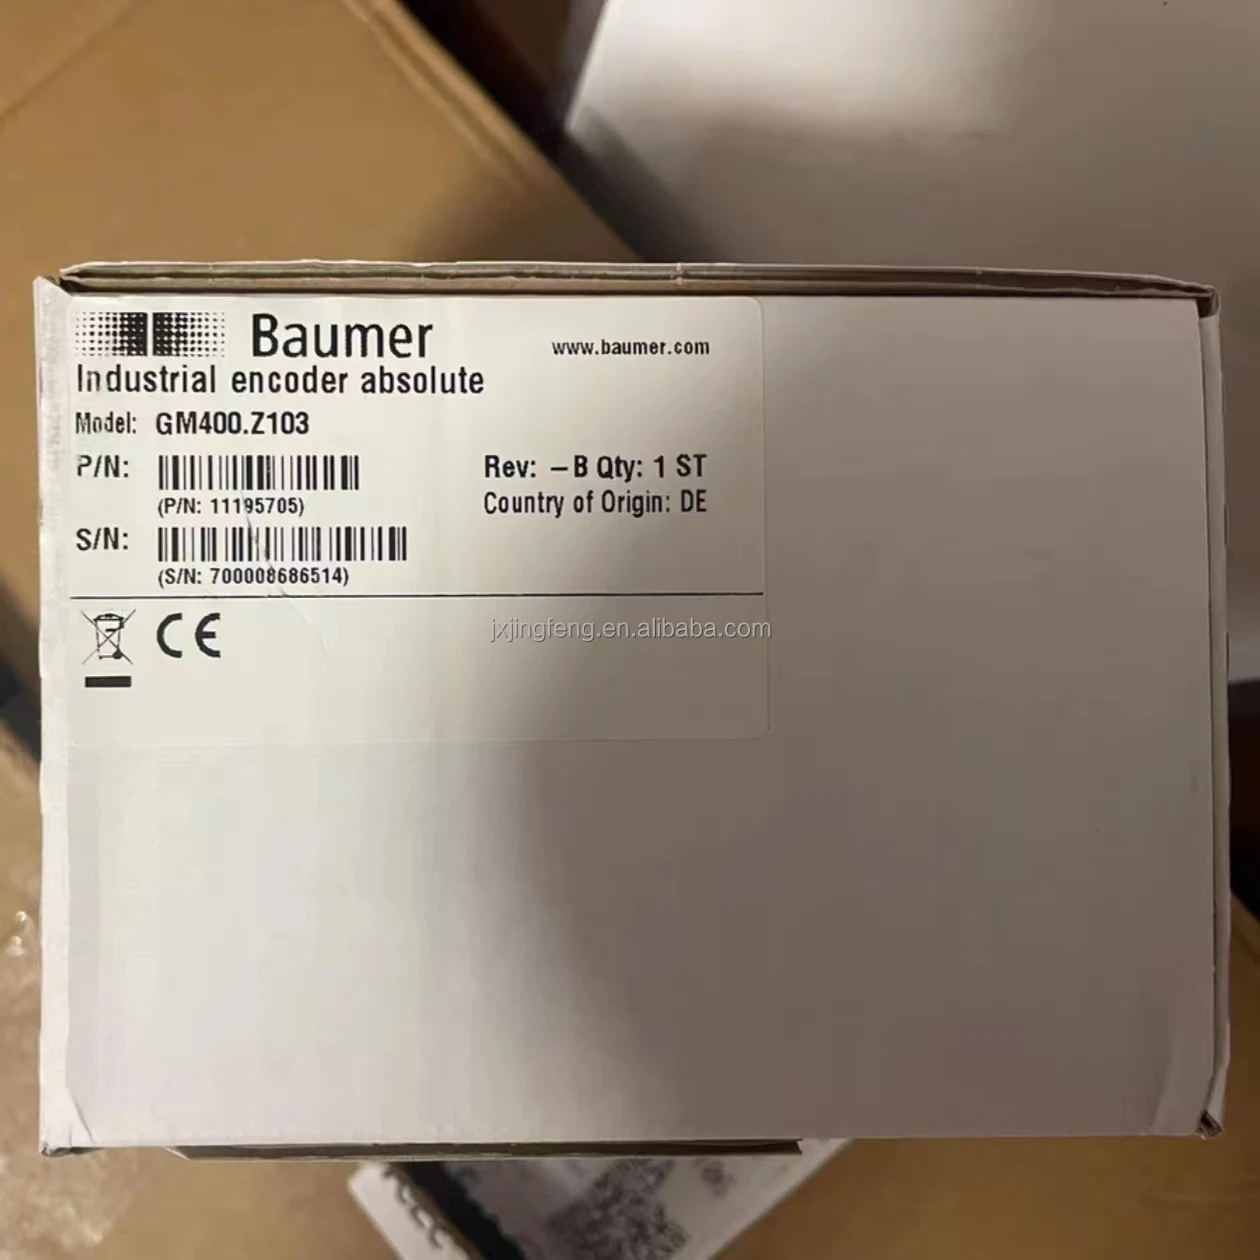 Baumer
www.baumer.com
Industrial encoder absolute
Model: GM400.Z103
P/N:
Rev: –B Qty: 1 ST
(P/N: 11195705)
Country of Origin: DE
S/N:
(S/N: 700008686514)
CE
jxjingfeng.en.alibaba.com